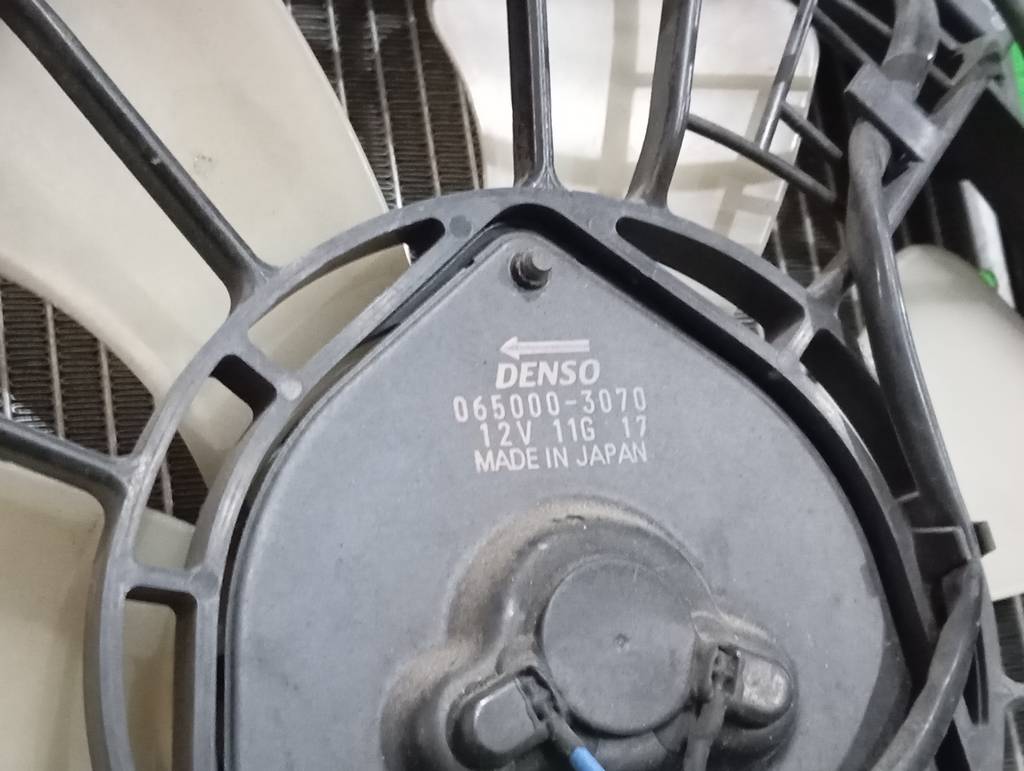 DENSO
065000-3070
12V 11G 17
MADE IN JAPAN